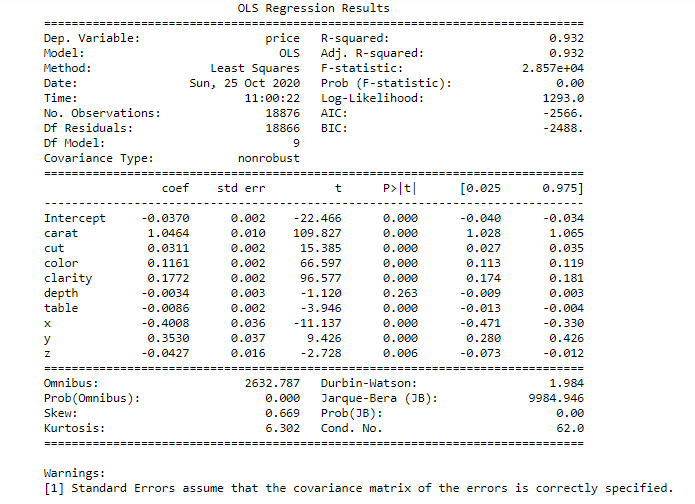 OLS Regression Results
==============================================================================
Dep. Variable:                  price   R-squared:                       0.932
Model:                            OLS   Adj. R-squared:                  0.932
Method:                 Least Squares   F-statistic:                 2.857e+04
Date:                Sun, 25 Oct 2020   Prob (F-statistic):               0.00
Time:                        11:00:22   Log-Likelihood:                 1293.0
No. Observations:               18876   AIC:                            -2566.
Df Residuals:                   18866   BIC:                            -2488.
Df Model:                           9
Covariance Type:            nonrobust
==============================================================================
coef    std err          t      P>|t|      [0.025      0.975]
------------------------------------------------------------------------------
Intercept     -0.0370      0.002    -22.466      0.000      -0.040      -0.034
carat          1.0464      0.010    109.827      0.000       1.028       1.065
cut            0.0311      0.002     15.385      0.000       0.027       0.035
color          0.1161      0.002     66.597      0.000       0.113       0.119
clarity        0.1772      0.002     96.577      0.000       0.174       0.181
depth         -0.0034      0.003     -1.120      0.263      -0.009       0.003
table         -0.0086      0.002     -3.946      0.000      -0.013      -0.004
x             -0.4008      0.036    -11.137      0.000      -0.471      -0.330
y              0.3530      0.037      9.426      0.000       0.280       0.426
z             -0.0427      0.016     -2.728      0.006      -0.073      -0.012
==============================================================================
Omnibus:                     2632.787   Durbin-Watson:                   1.984
Prob(Omnibus):                  0.000   Jarque-Bera (JB):             9984.946
Skew:                           0.669   Prob(JB):                         0.00
Kurtosis:                       6.302   Cond. No.                         62.0
==============================================================================
Warnings:
[1] Standard Errors assume that the covariance matrix of the errors is correctly specified.